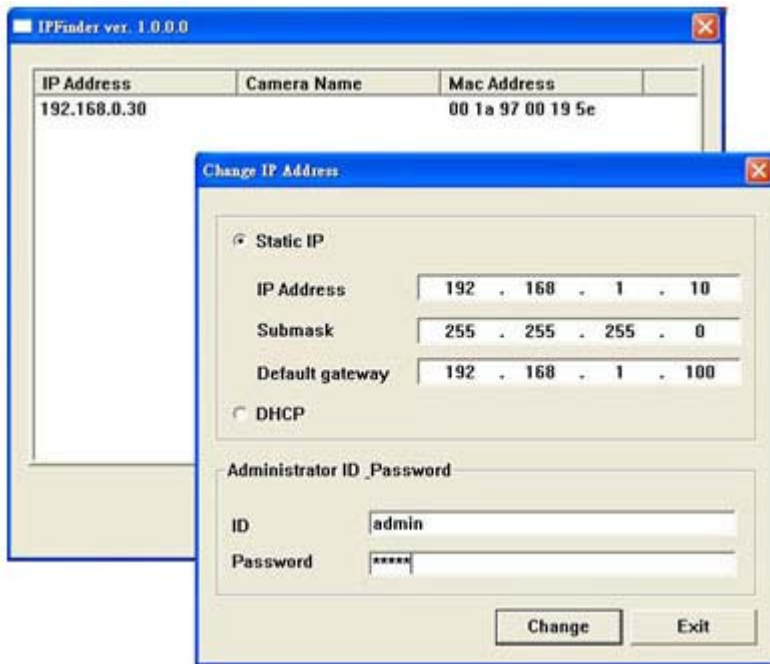 IPFinder ver. 1.0.0.0
IP Address Camera Name Mac Address
192.168.0.30 00 1a 97 00 19 5e
Change IP Address
Static IP
IP Address 192 . 168 . 1 . 10
Submask 255 . 255 . 255 . 0
Default gateway 192 . 168 . 1 . 100
DHCP
Administrator ID _Password
ID admin
Password *****
Change Exit